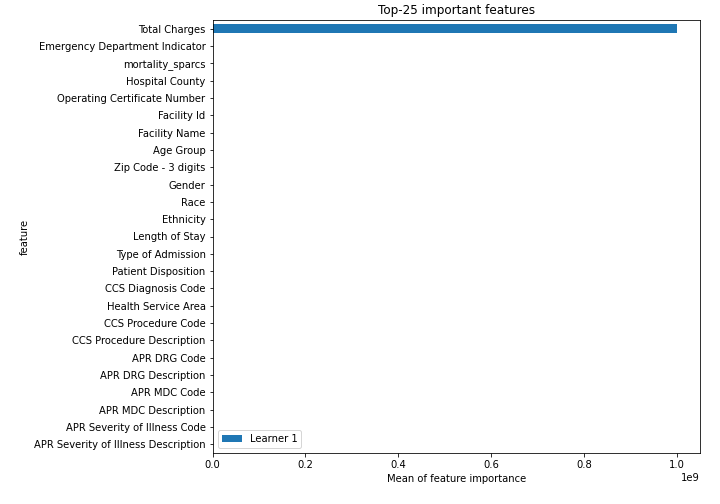 Top-25 important features
Total Charges
Emergency Department Indicator
mortality_sparcs
Hospital County
Operating Certificate Number
Facility Id
Facility Name
Age Group
Zip Code - 3 digits
Gender
Race
Ethnicity
Length of Stay
Type of Admission
Patient Disposition
CCS Diagnosis Code
Health Service Area
CCS Procedure Code
CCS Procedure Description
APR DRG Code
APR DRG Description
APR MDC Code
APR MDC Description
APR Severity of Illness Code
APR Severity of Illness Description
feature
Learner 1
0.0 0.2 0.4 0.6 0.8 1.0
1e9
Mean of feature importance